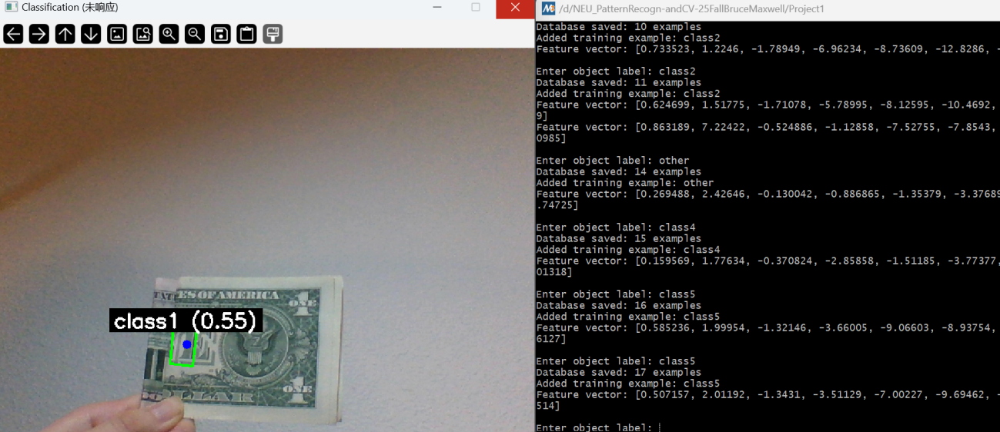 Classification (未响应)
TAT
ES OF AMERICA
1
ONE
class1 (0.55)
ONE
DOLLAR
/d/NEU_PatternRecogn-andCV-25FallBruceMaxwell/Project1
Database saved: 10 examples
Added training example: class2
Feature vector: [0.733523, 1.2246, -1.78949, -6.96234, -8.73609, -12.8286, -
Enter object label: class2
Database saved: 11 examples
Added training example: class2
Feature vector: [0.624699, 1.51775, -1.71078, -5.78995, -8.12595, -10.4692,
9]
Feature vector: [0.863189, 7.22422, -0.524886, -1.12858, -7.52755, -7.8543,
0985]
Enter object label: other
Database saved: 14 examples
Added training example: other
Feature vector: [0.269488, 2.42646, -0.130042, -0.886865, -1.35379, -3.37689
.74725]
Enter object label: class4
Database saved: 15 examples
Added training example: class4
Feature vector: [0.159569, 1.77634, -0.370824, -2.85858, -1.51185, -3.77377,
01318]
Enter object label: class5
Database saved: 16 examples
Added training example: class5
Feature vector: [0.585236, 1.99954, -1.32146, -3.66005, -9.06603, -8.93754,
6127]
Enter object label: class5
Database saved: 17 examples
Added training example: class5
Feature vector: [0.507157, 2.01192, -1.3431, -3.51129, -7.00227, -9.69462, -
514]
Enter object label: